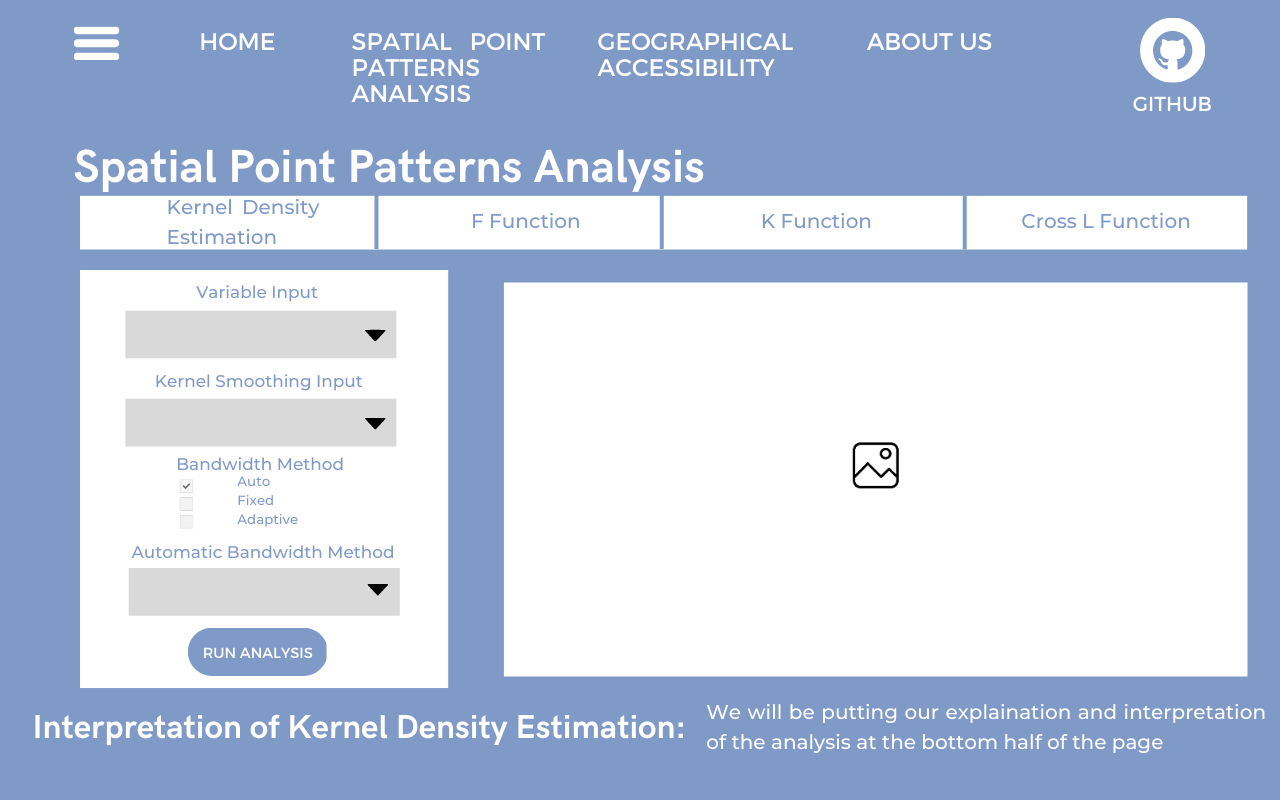 HOME
SPATIAL POINT
PATTERNS
ANALYSIS
GEOGRAPHICAL
ACCESSIBILITY
ABOUT US
GITHUB
Spatial Point Patterns Analysis
Kernel Density
Estimation
F Function
K Function
Cross L Function
Variable Input
Kernel Smoothing Input
Bandwidth Method
Auto
Fixed
Adaptive
Automatic Bandwidth Method
RUN ANALYSIS
Interpretation of Kernel Density Estimation:
We will be putting our explaination and interpretation
of the analysis at the bottom half of the page